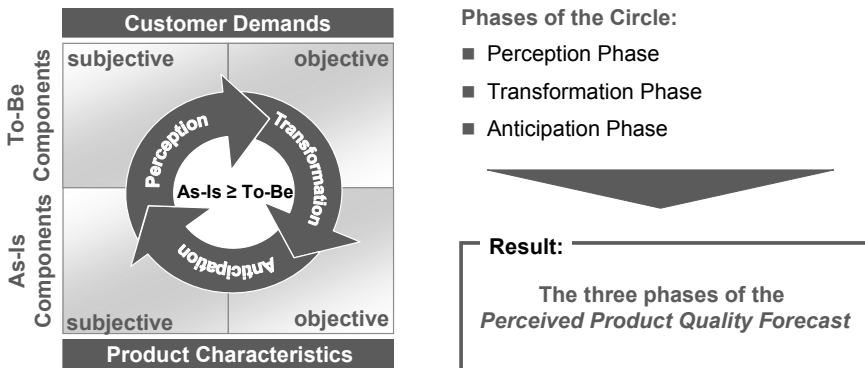 Customer Demands
To-Be
Components
As-Is
Components
subjective
objective
Perception
Transformation
As-Is ≥ To-Be
Anticipation
subjective
objective
Product Characteristics
Phases of the Circle:
Perception Phase
Transformation Phase
Anticipation Phase
Result:
The three phases of the
Perceived Product Quality Forecast